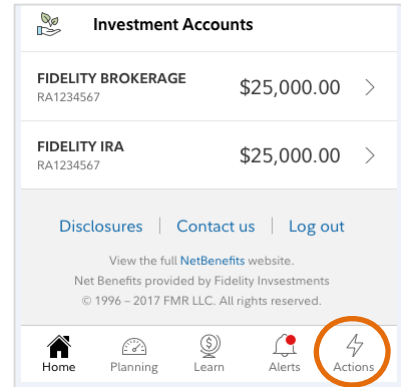 Investment Accounts
FIDELITY BROKERAGE
RA1234567
$25,000.00
FIDELITY IRA
RA1234567
$25,000.00
Disclosures | Contact us | Log out
View the full NetBenefits website.
Net Benefits provided by Fidelity Invsestments
© 1996 – 2017 FMR LLC. All rights reserved.
Home Planning Learn Alerts Actions